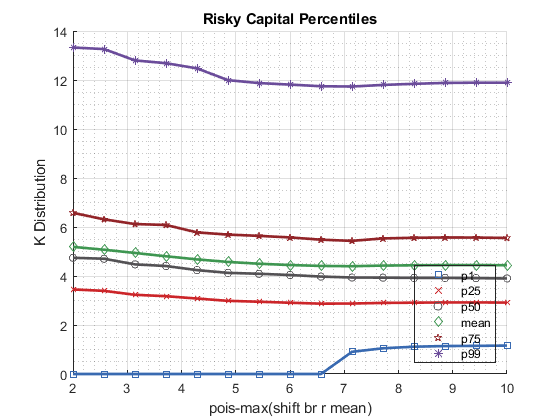 Risky Capital Percentiles
14
12
10
8
6
4
2
0
K Distribution
p1
p25
p50
mean
p75
p99
2 3 4 5 6 7 8 9 10
pois-max(shift br r mean)